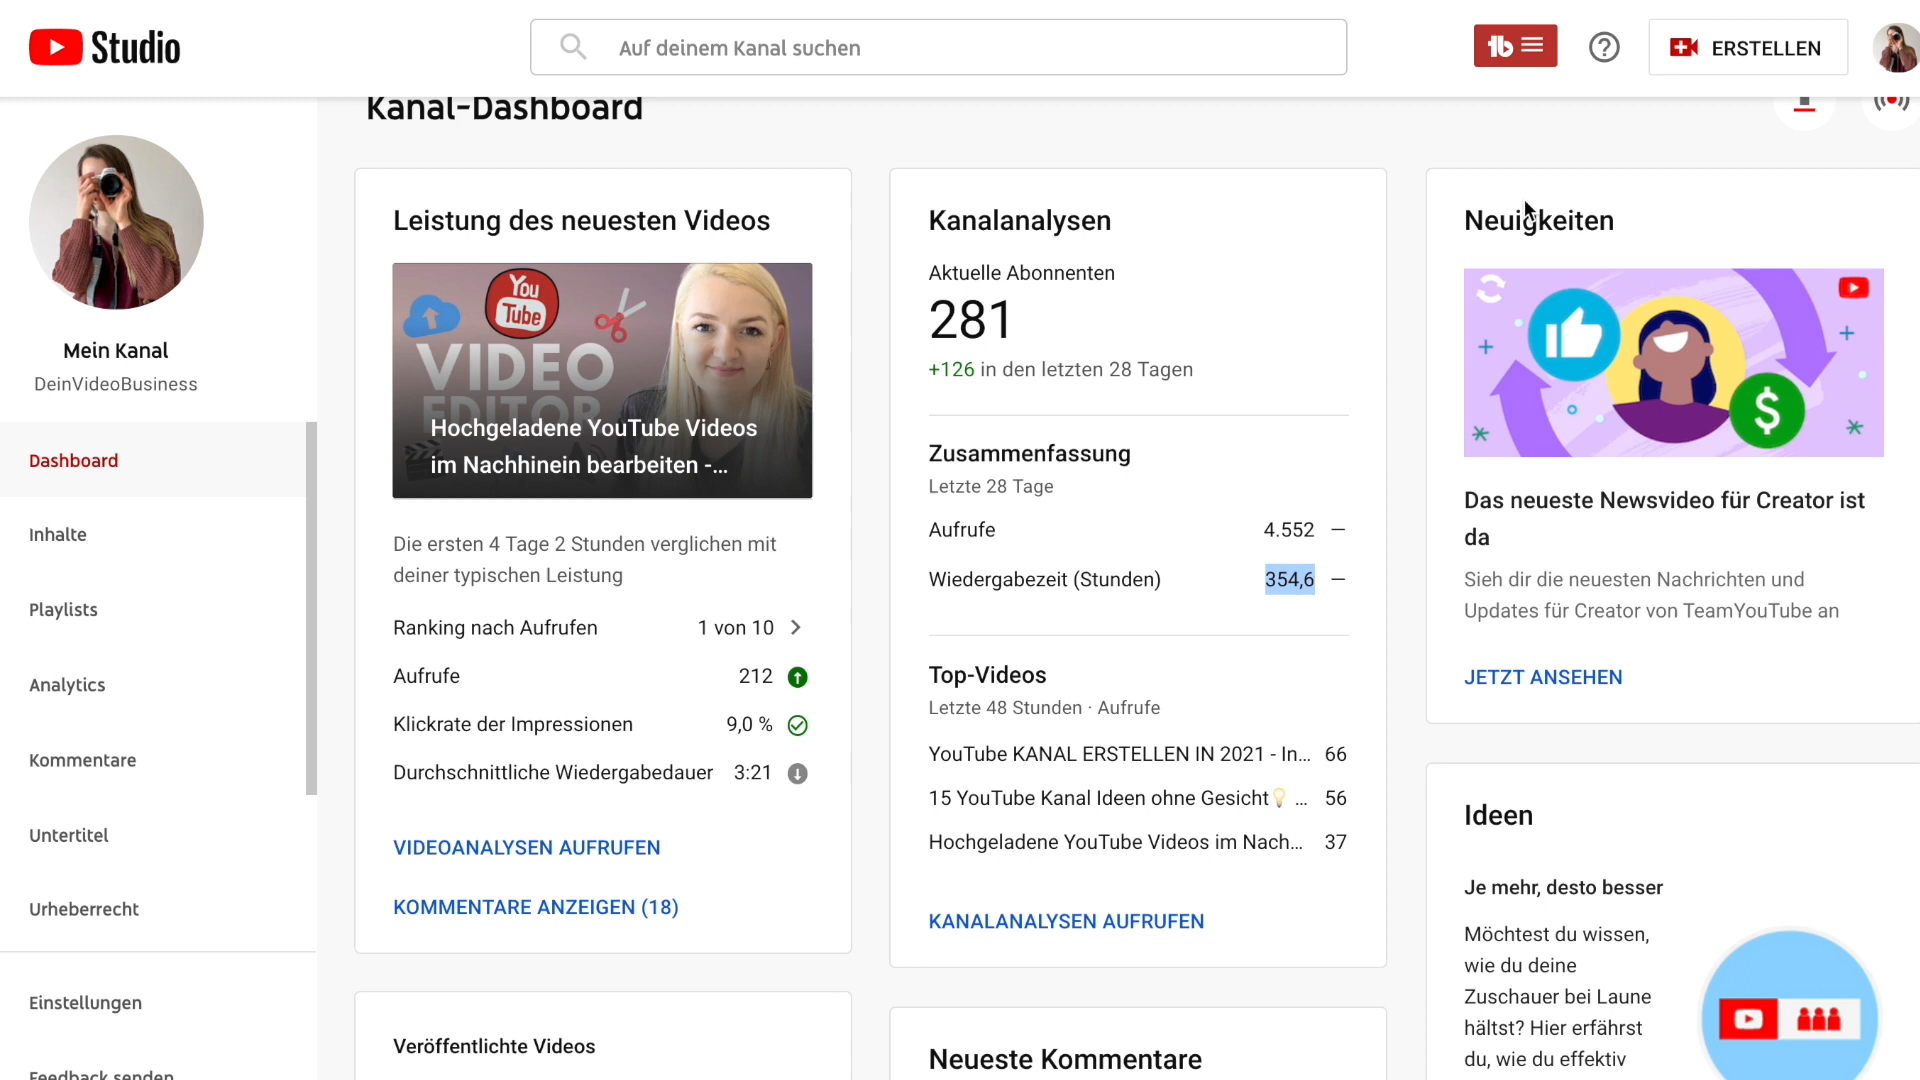 Studio
Auf deinem Kanal suchen
ERSTELLEN
Kanal-Dashboard
Mein Kanal
DeinVideoBusiness
Dashboard
Inhalte
Playlists
Analytics
Kommentare
Untertitel
Urheberrecht
Einstellungen
Feedback senden
Leistung des neuesten Videos
You
Tube
VIDEO
EDITOR
Hochgeladene YouTube Videos
im Nachhinein bearbeiten -...
Die ersten 4 Tage 2 Stunden verglichen mit
deiner typischen Leistung
Ranking nach Aufrufen 1 von 10
Aufrufe 212
Klickrate der Impressionen 9,0 %
Durchschnittliche Wiedergabedauer 3:21
VIDEOANALYSEN AUFRUFEN
KOMMENTARE ANZEIGEN (18)
Veröffentlichte Videos
Kanalanalysen
Aktuelle Abonnenten
281
+126 in den letzten 28 Tagen
Zusammenfassung
Letzte 28 Tage
Aufrufe 4.552 —
Wiedergabezeit (Stunden) 354,6 —
Top-Videos
Letzte 48 Stunden · Aufrufe
YouTube KANAL ERSTELLEN IN 2021 - In... 66
15 YouTube Kanal Ideen ohne Gesicht💡 ... 56
Hochgeladene YouTube Videos im Nach... 37
KANALANALYSEN AUFRUFEN
Neueste Kommentare
Neuigkeiten
$
Das neueste Newsvideo für Creator ist
da
Sieh dir die neuesten Nachrichten und
Updates für Creator von TeamYouTube an
JETZT ANSEHEN
Ideen
Je mehr, desto besser
Möchtest du wissen,
wie du deine
Zuschauer bei Laune
hältst? Hier erfährst
du, wie du effektiv